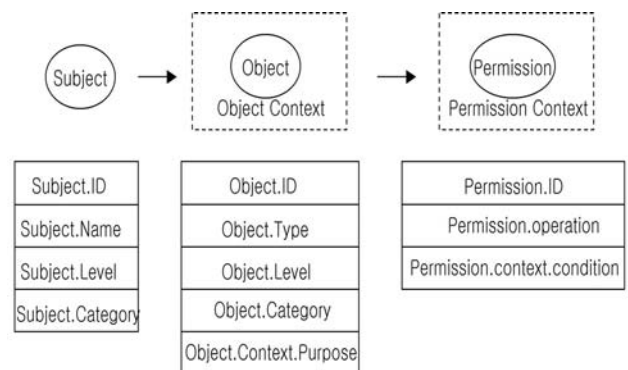 Subject
Object
Object Context
Permission
Permission Context
Subject.ID
Subject.Name
Subject.Level
Subject.Category
Object.ID
Object.Type
Object.Level
Object.Category
Object.Context.Purpose
Permission.ID
Permission.operation
Permission.context.condition